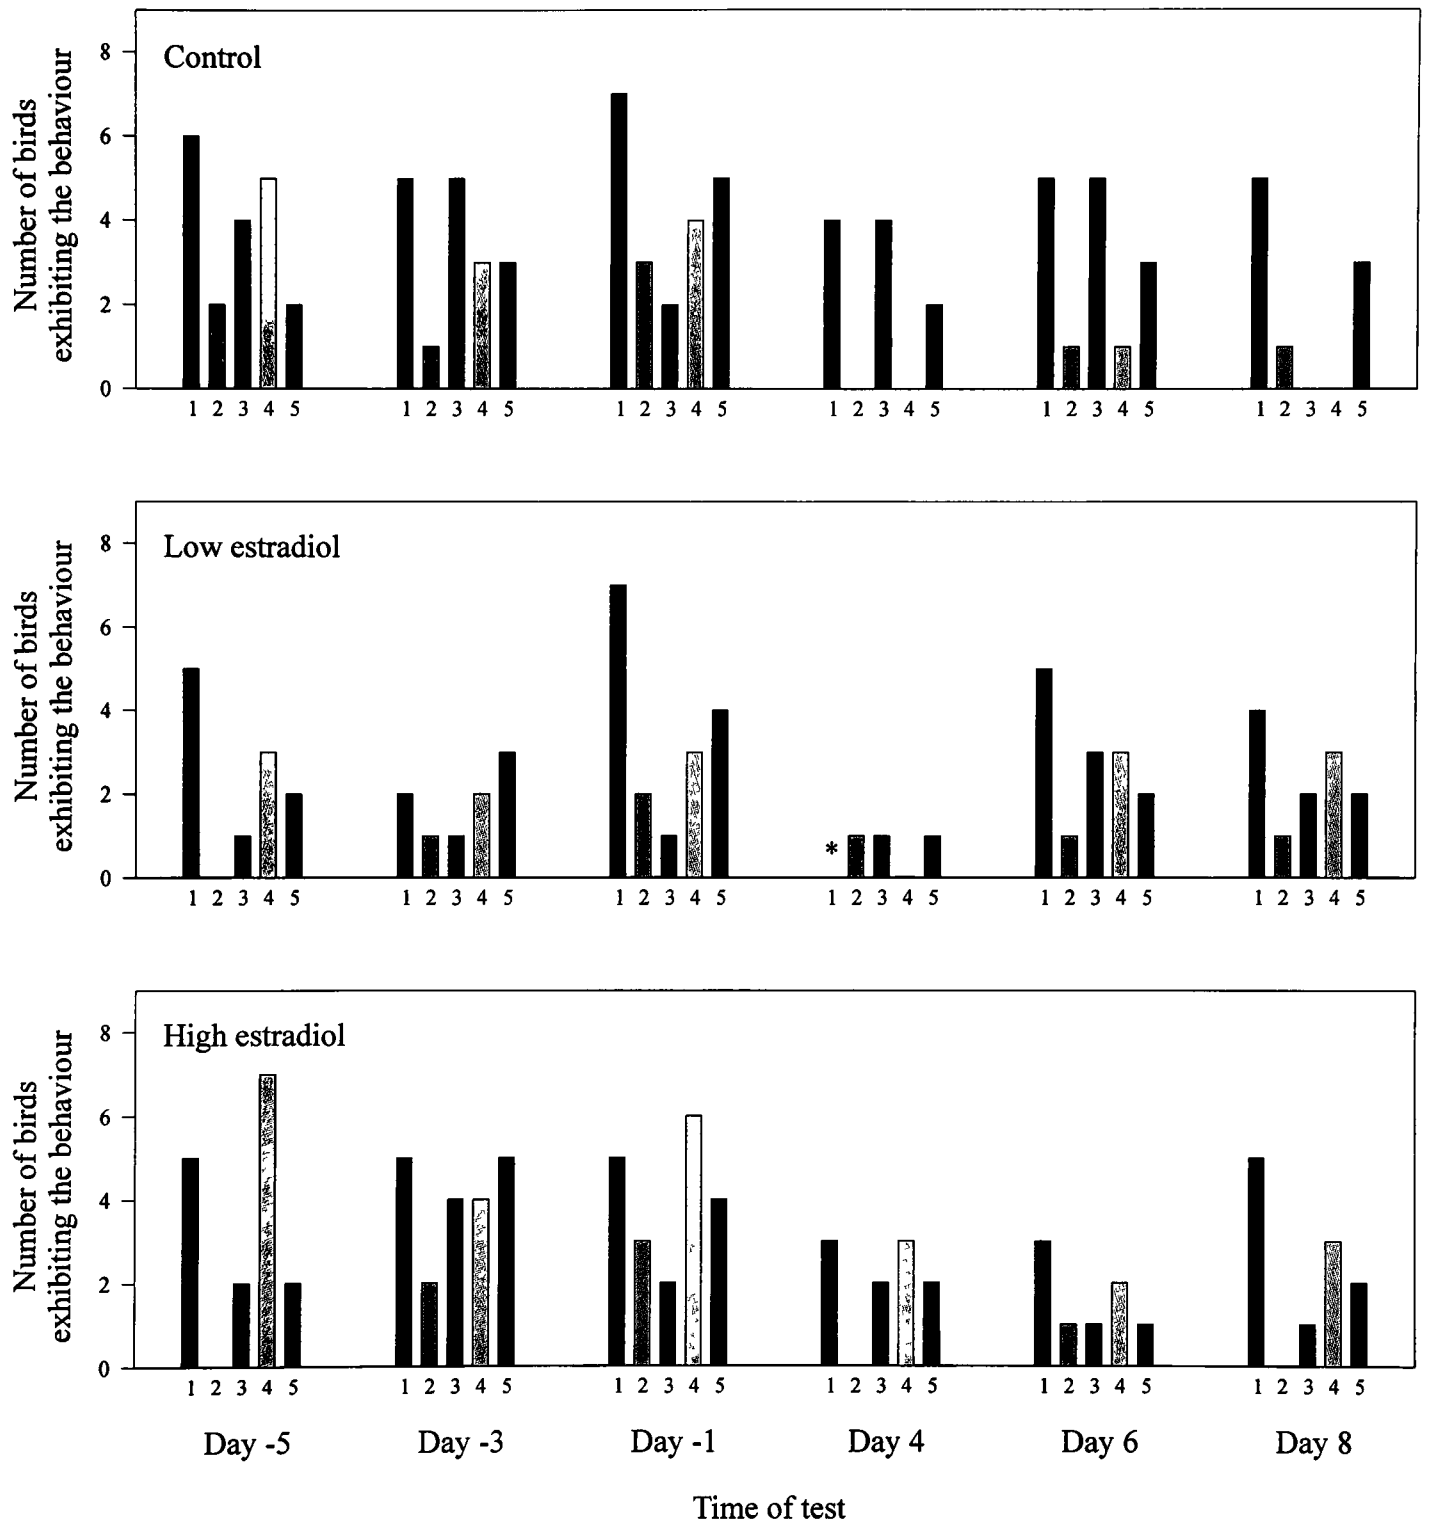 Control
Number of birds
exhibiting the behaviour
8
6
4
2
0
1 2 3 4 5 1 2 3 4 5 1 2 3 4 5 1 2 3 4 5 1 2 3 4 5 1 2 3 4 5
Low estradiol
Number of birds
exhibiting the behaviour
8
6
4
2
0
*
1 2 3 4 5 1 2 3 4 5 1 2 3 4 5 1 2 3 4 5 1 2 3 4 5 1 2 3 4 5
High estradiol
Number of birds
exhibiting the behaviour
8
6
4
2
0
1 2 3 4 5 1 2 3 4 5 1 2 3 4 5 1 2 3 4 5 1 2 3 4 5 1 2 3 4 5
Day -5 Day -3 Day -1 Day 4 Day 6 Day 8
Time of test